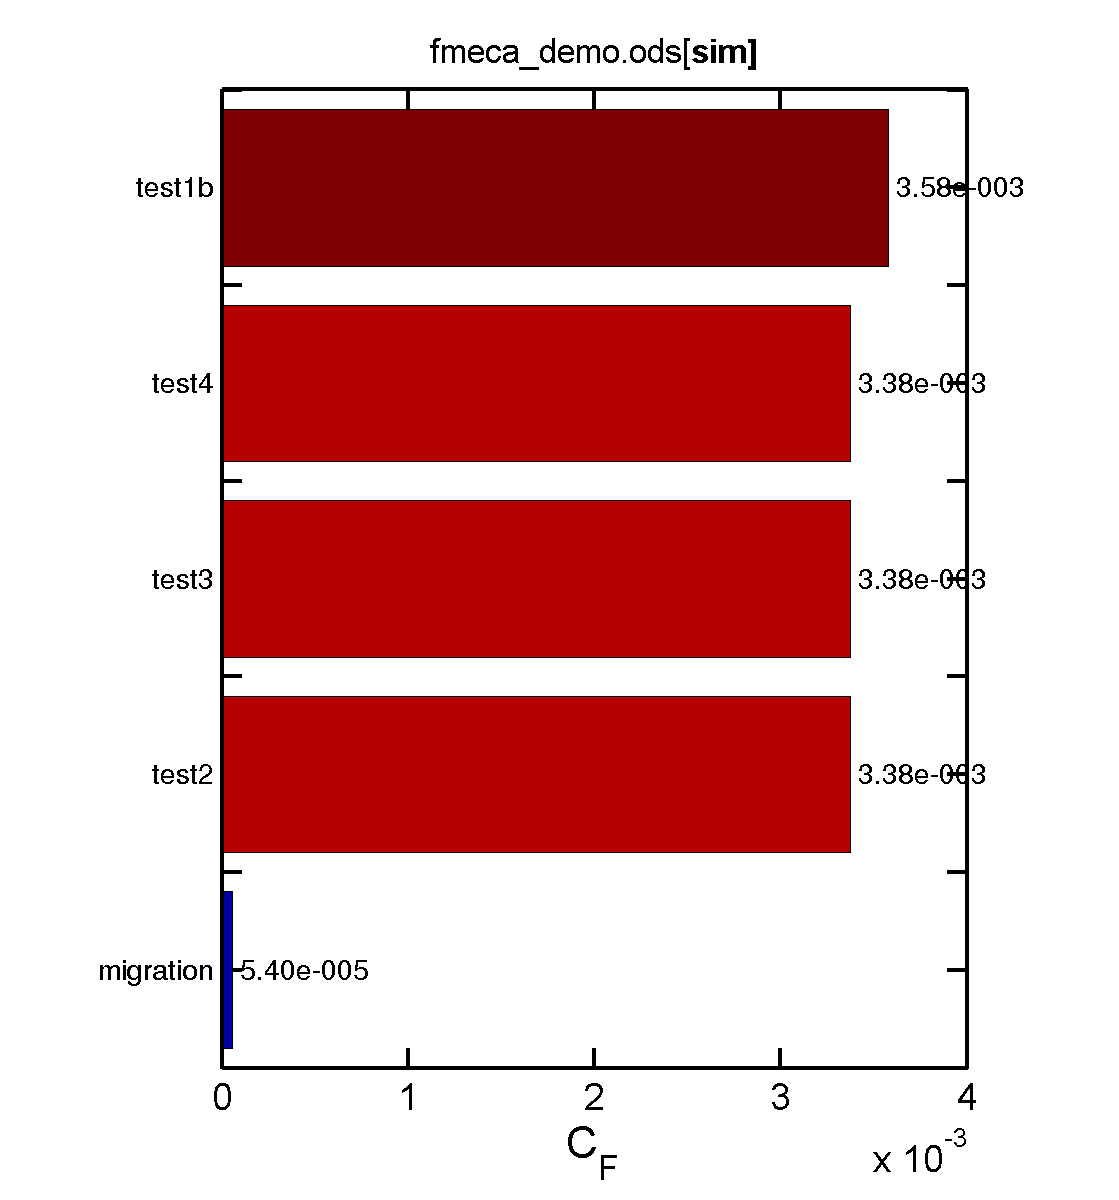 fmeca_demo.ods[sim]
test1b 3.58e-003
test4 3.38e-003
test3 3.38e-003
test2 3.38e-003
migration 5.40e-005
0 1 2 3 4
C_F
x 10^-3